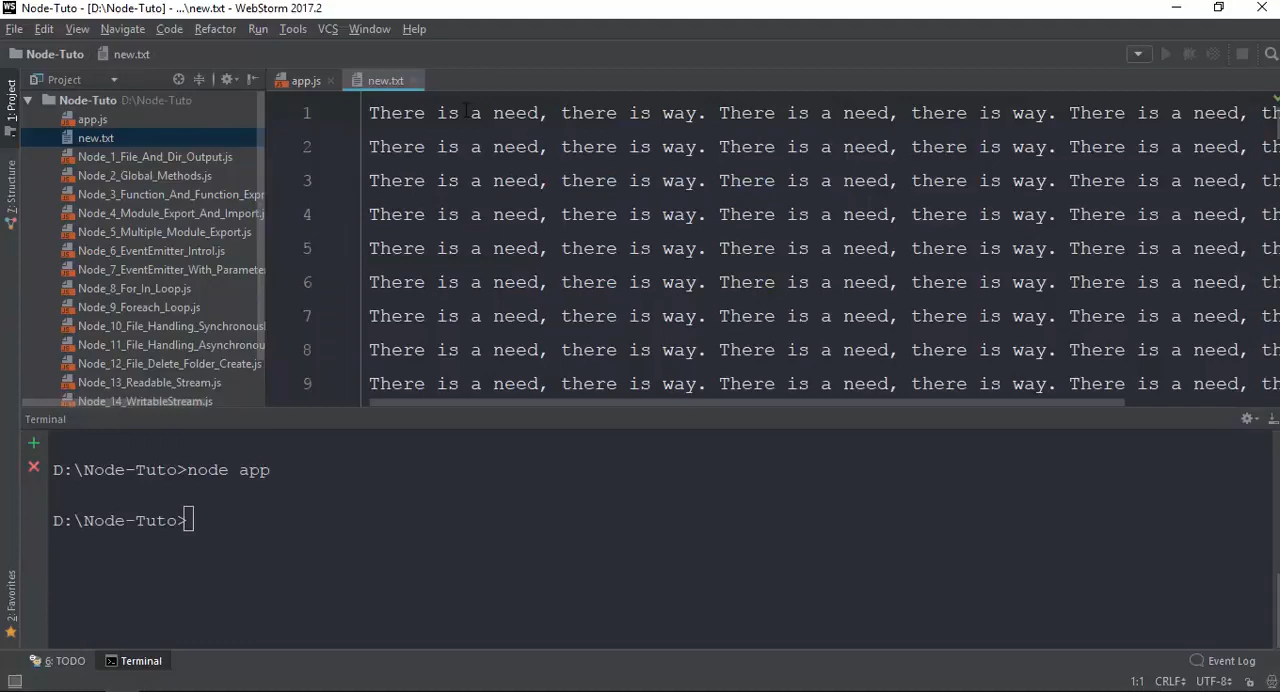 WS Node-Tuto [D:\Node-Tuto] - ...\new.txt - WebStorm 2017.2
File Edit View Navigate Code Refactor Run Tools VCS Window Help
Node-Tuto new.txt
Project
app.js new.txt
1: Project
Z: Structure
2: Favorites
Node-Tuto D:\Node-Tuto
app.js
new.txt
Node_1_File_And_Dir_Output.js
Node_2_Global_Methods.js
Node_3_Function_And_Function_Expr
Node_4_Module_Export_And_Import.j
Node_5_Multiple_Module_Export.js
Node_6_EventEmitter_Introl.js
Node_7_EventEmitter_With_Parameter
Node_8_For_In_Loop.js
Node_9_Foreach_Loop.js
Node_10_File_Handling_Synchronousl
Node_11_File_Handling_Asynchronou
Node_12_File_Delete_Folder_Create.js
Node_13_Readable_Stream.js
Node_14_WritableStream.js
1 There is a need, there is way. There is a need, there is way. There is a need, th
2 There is a need, there is way. There is a need, there is way. There is a need, th
3 There is a need, there is way. There is a need, there is way. There is a need, th
4 There is a need, there is way. There is a need, there is way. There is a need, th
5 There is a need, there is way. There is a need, there is way. There is a need, th
6 There is a need, there is way. There is a need, there is way. There is a need, th
7 There is a need, there is way. There is a need, there is way. There is a need, th
8 There is a need, there is way. There is a need, there is way. There is a need, th
9 There is a need, there is way. There is a need, there is way. There is a need, th
Terminal
D:\Node-Tuto>node app
D:\Node-Tuto>
6: TODO Terminal Event Log
1:1 CRLF UTF-8